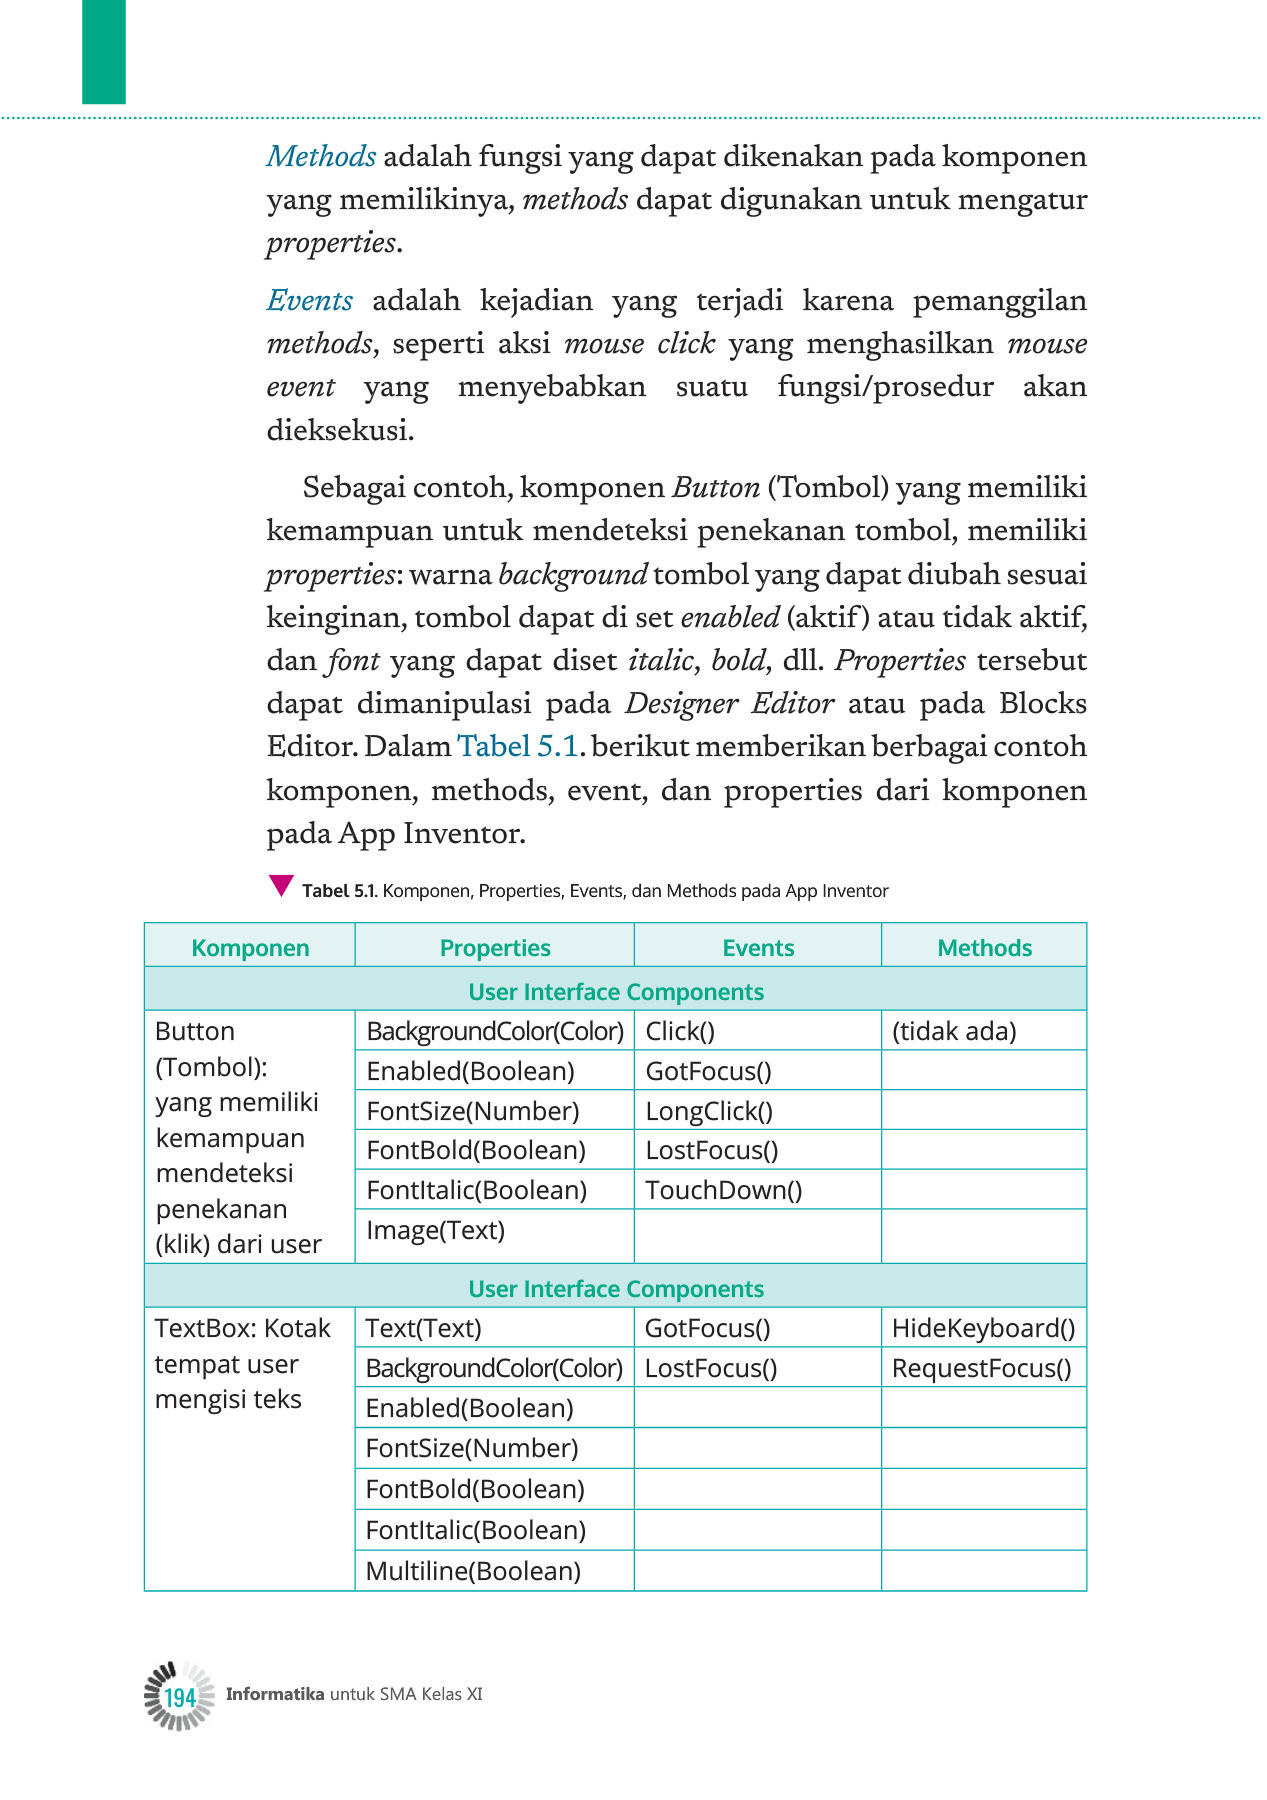 Methods adalah fungsi yang dapat dikenakan pada komponen
yang memilikinya, methods dapat digunakan untuk mengatur
properties.
Events adalah kejadian yang terjadi karena pemanggilan
methods, seperti aksi mouse click yang menghasilkan mouse
event yang menyebabkan suatu fungsi/prosedur akan
dieksekusi.
Sebagai contoh, komponen Button (Tombol) yang memiliki
kemampuan untuk mendeteksi penekanan tombol, memiliki
properties: warna background tombol yang dapat diubah sesuai
keinginan, tombol dapat di set enabled (aktif) atau tidak aktif,
dan font yang dapat diset italic, bold, dll. Properties tersebut
dapat dimanipulasi pada Designer Editor atau pada Blocks
Editor. Dalam Tabel 5.1. berikut memberikan berbagai contoh
komponen, methods, event, dan properties dari komponen
pada App Inventor.
Tabel 5.1. Komponen, Properties, Events, dan Methods pada App Inventor
Komponen Properties Events Methods
User Interface Components
Button
(Tombol):
yang memiliki
kemampuan
mendeteksi
penekanan
(klik) dari user
BackgroundColor(Color) Click() (tidak ada)
Enabled(Boolean) GotFocus()
FontSize(Number) LongClick()
FontBold(Boolean) LostFocus()
FontItalic(Boolean) TouchDown()
Image(Text)
User Interface Components
TextBox: Kotak
tempat user
mengisi teks
Text(Text) GotFocus() HideKeyboard()
BackgroundColor(Color) LostFocus() RequestFocus()
Enabled(Boolean)
FontSize(Number)
FontBold(Boolean)
FontItalic(Boolean)
Multiline(Boolean)
194 Informatika untuk SMA Kelas XI